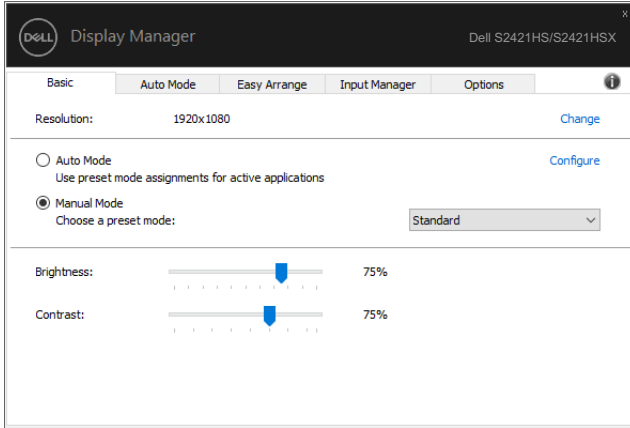 x
DELL Display Manager Dell S2421HS/S2421HSX
Basic Auto Mode Easy Arrange Input Manager Options i
Resolution: 1920x1080 Change
Auto Mode Configure
Use preset mode assignments for active applications
Manual Mode
Choose a preset mode: Standard
Brightness: 75%
Contrast: 75%